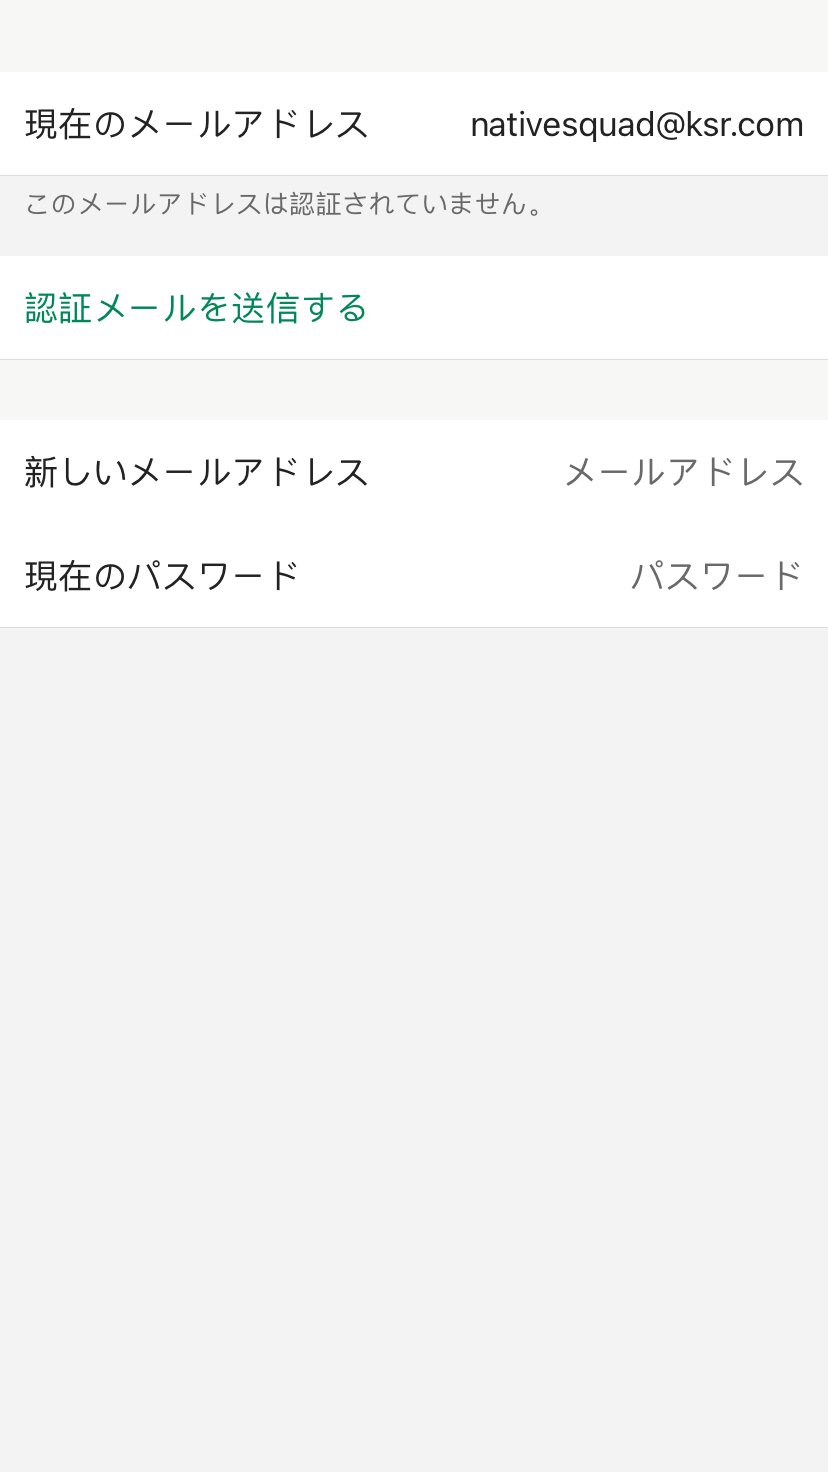 現在のメールアドレス nativesquad@ksr.com
このメールアドレスは認証されていません。
認証メールを送信する
新しいメールアドレス メールアドレス
現在のパスワード パスワード